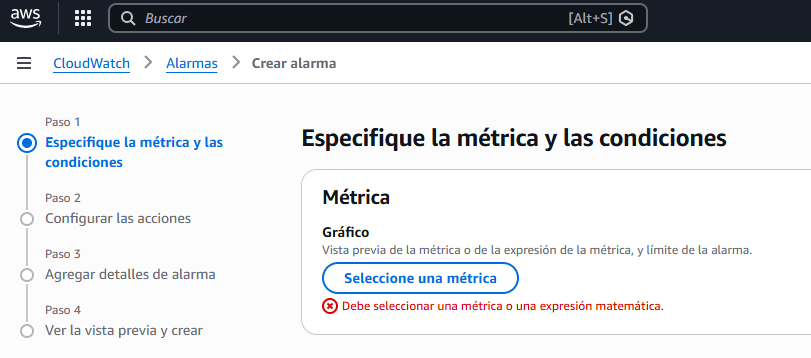 aws
Buscar [Alt+S]
CloudWatch > Alarmas > Crear alarma
Paso 1
Especifique la métrica y las
condiciones
Paso 2
Configurar las acciones
Paso 3
Agregar detalles de alarma
Paso 4
Ver la vista previa y crear
Especifique la métrica y las condiciones
Métrica
Gráfico
Vista previa de la métrica o de la expresión de la métrica, y límite de la alarma.
Seleccione una métrica
Debe seleccionar una métrica o una expresión matemática.